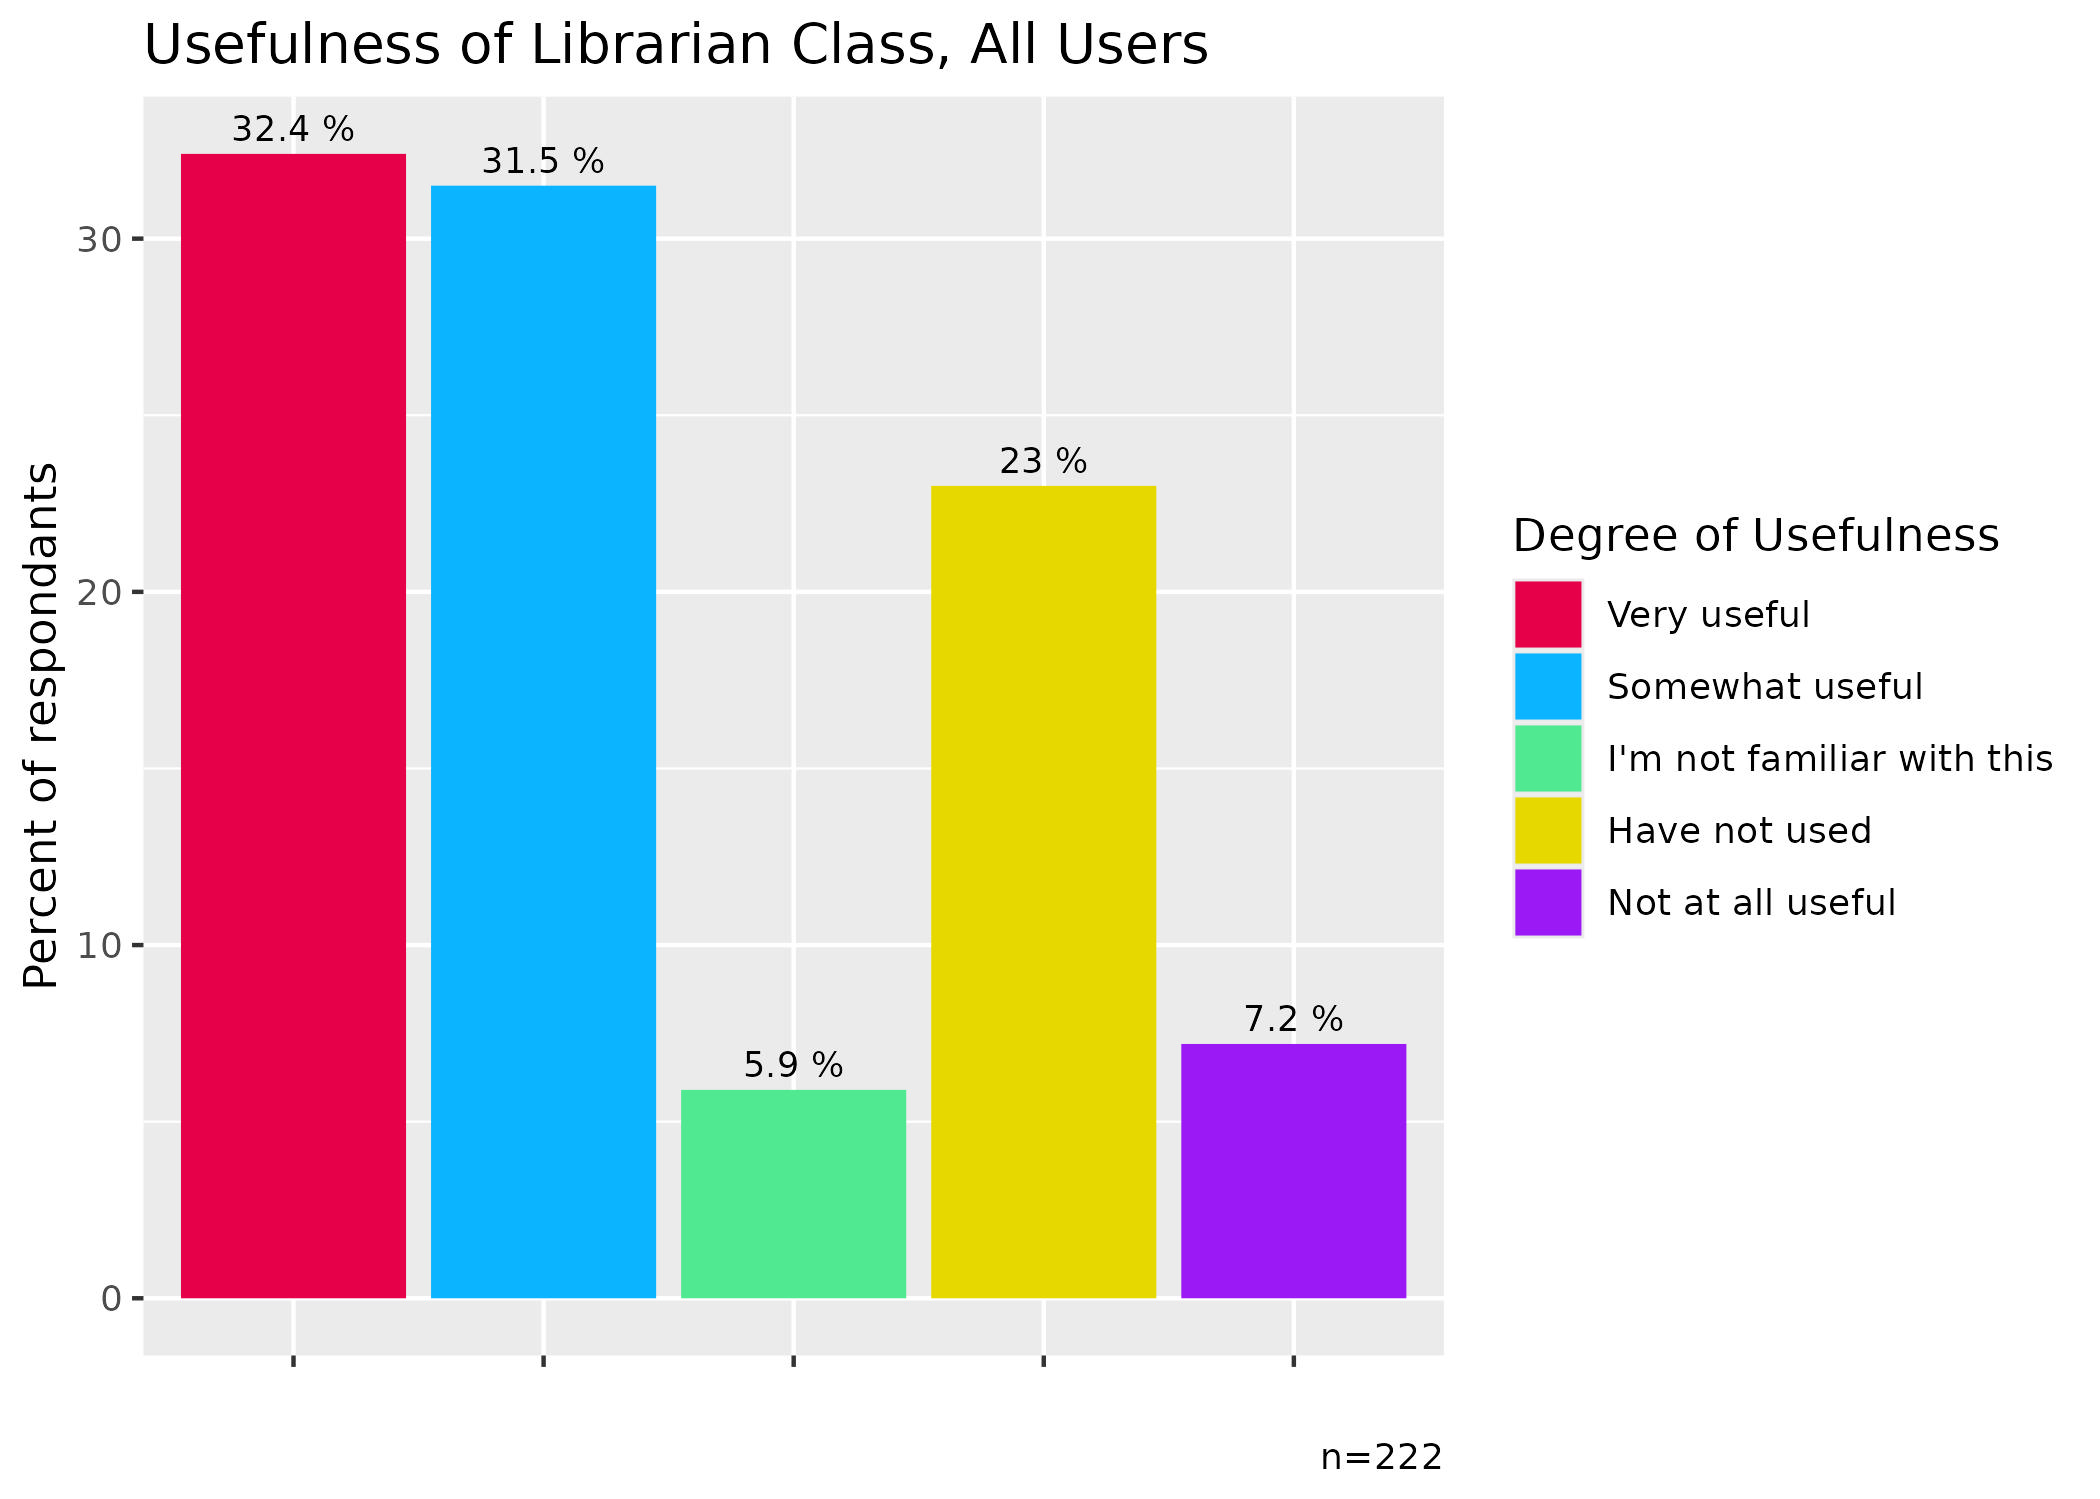 Usefulness of Librarian Class, All Users
32.4 %
31.5 %
5.9 %
23 %
7.2 %
30
20
10
0
Percent of respondants
Degree of Usefulness
Very useful
Somewhat useful
I'm not familiar with this
Have not used
Not at all useful
n=222